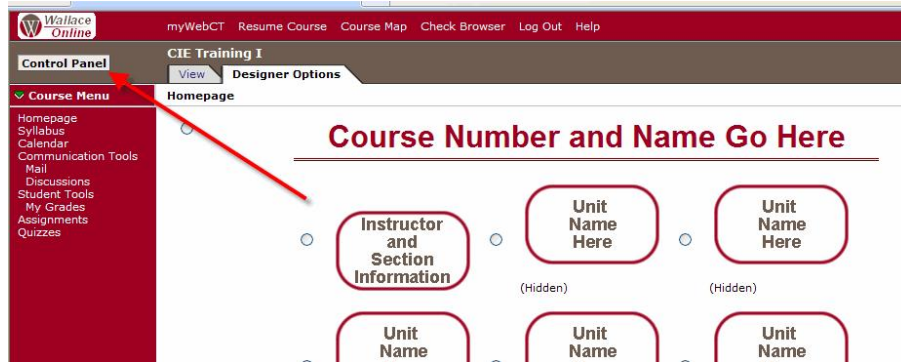 Wallace
Online
myWebCT Resume Course Course Map Check Browser Log Out Help
Control Panel
CIE Training I
View Designer Options
Course Menu
Homepage
Homepage
Syllabus
Calendar
Communication Tools
Mail
Discussions
Student Tools
My Grades
Assignments
Quizzes
Course Number and Name Go Here
Instructor
and
Section
Information
Unit
Name
Here
(Hidden)
Unit
Name
Here
(Hidden)
Unit
Name
Unit
Name
Unit
Name